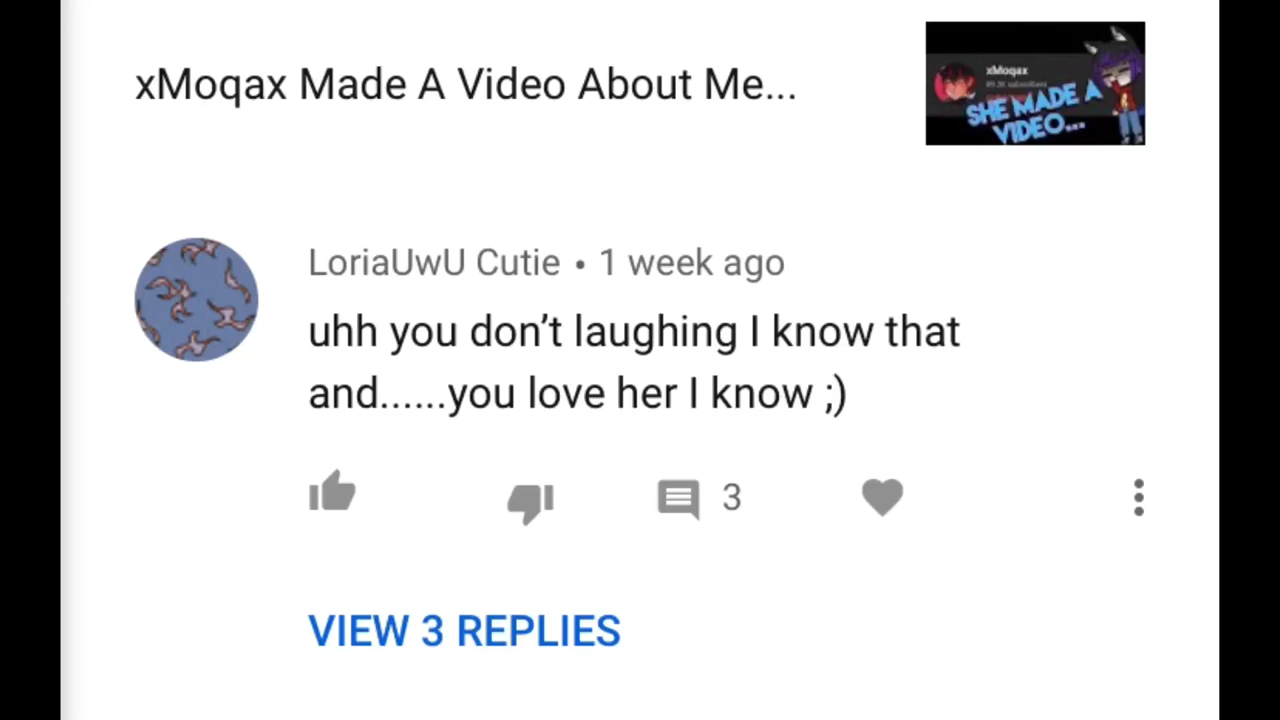 xMoqax Made A Video About Me...
xMoqax
SHE MADE A
VIDEO...
LoriaUwU Cutie • 1 week ago
uhh you don’t laughing I know that
and......you love her I know ;)
3
VIEW 3 REPLIES